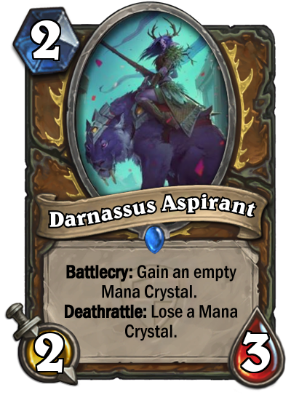 2
Darnassus Aspirant
Battlecry: Gain an empty
Mana Crystal.
Deathrattle: Lose a Mana
Crystal.
2
3